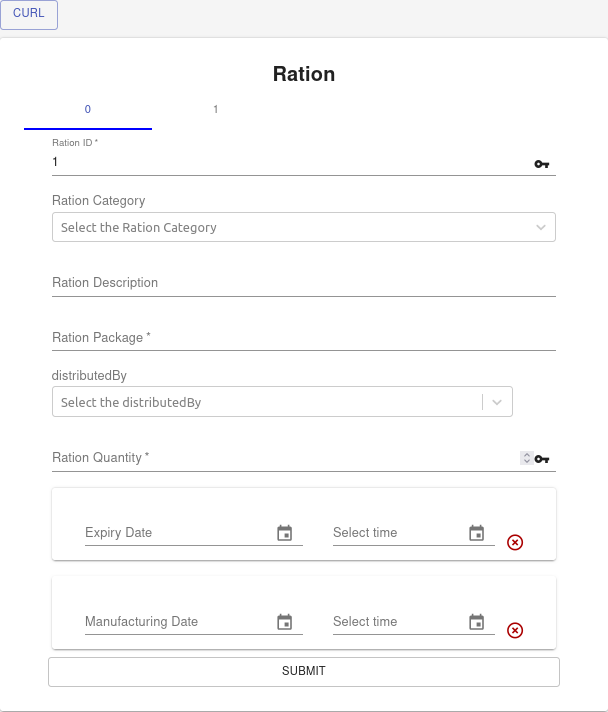 CURL
Ration
0 1
Ration ID *
1
Ration Category
Select the Ration Category
Ration Description
Ration Package *
distributedBy
Select the distributedBy
Ration Quantity *
Expiry Date Select time
Manufacturing Date Select time
SUBMIT